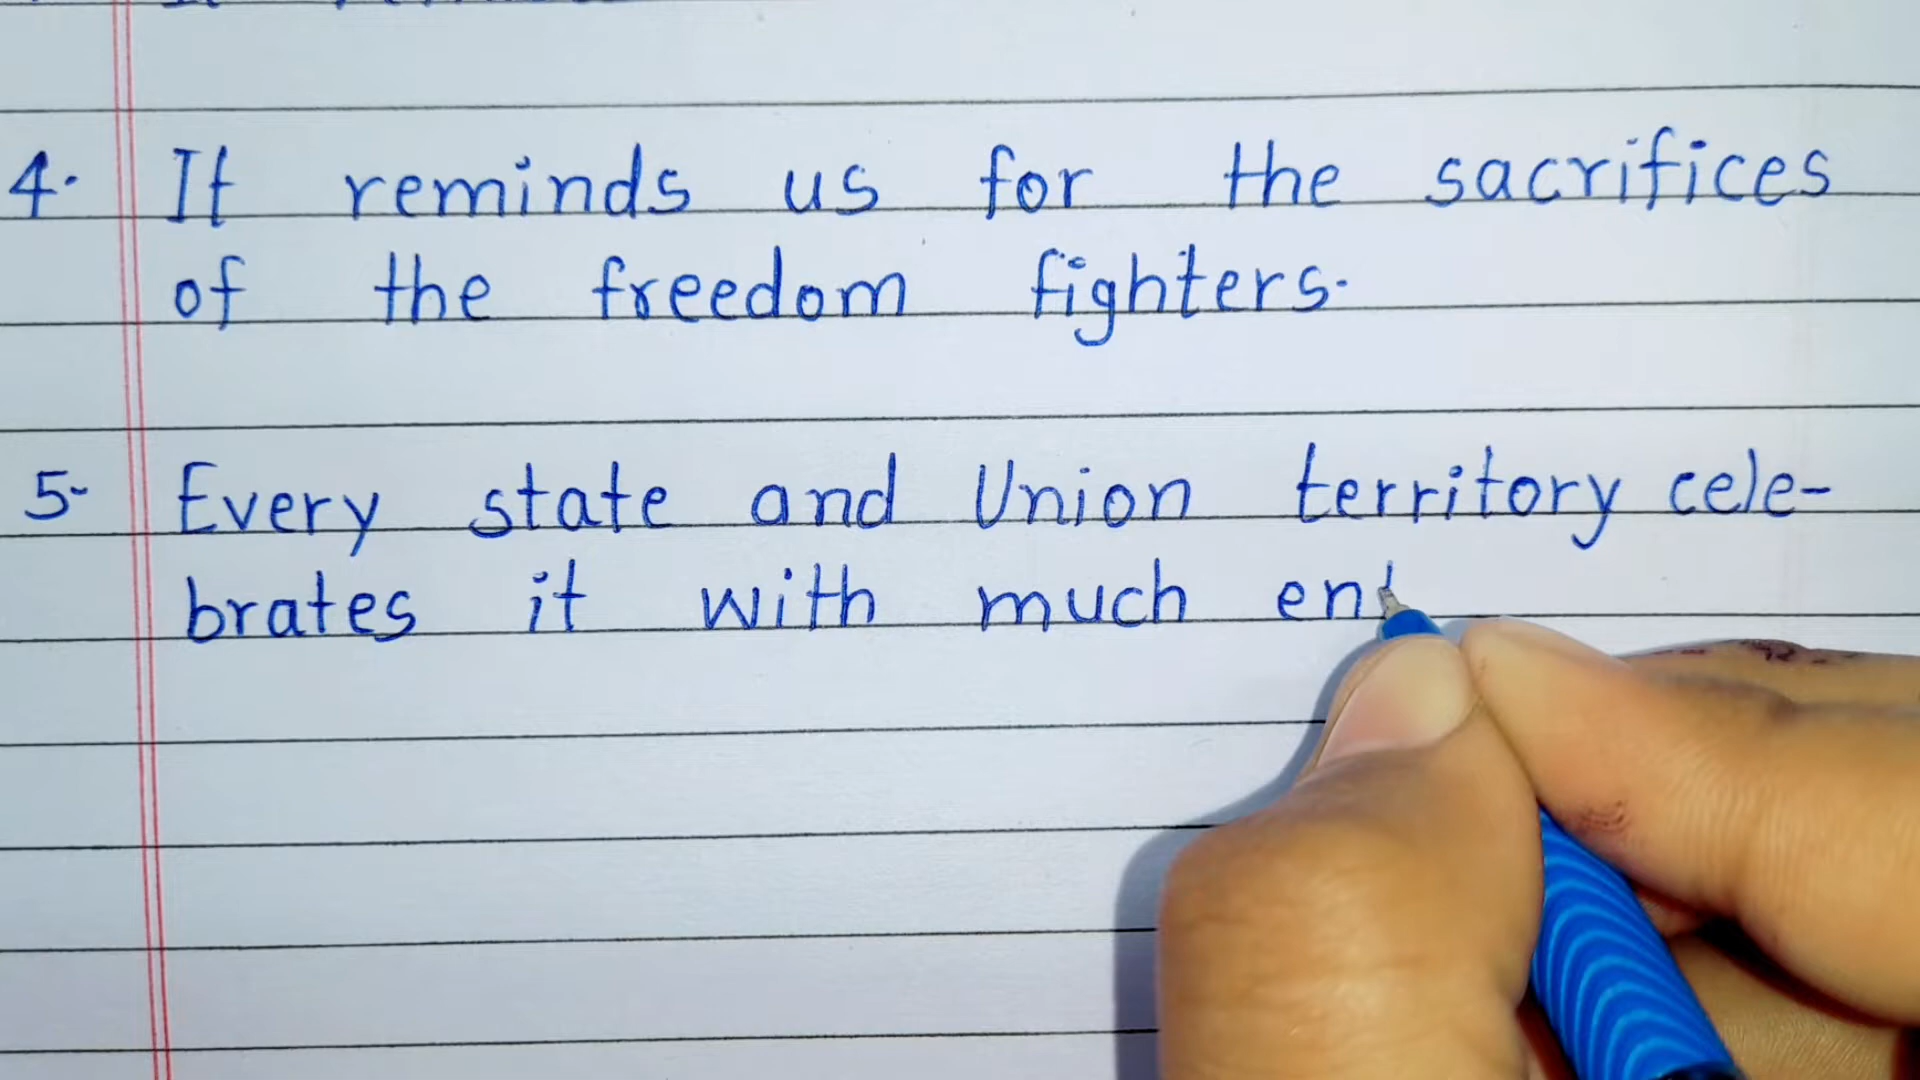 4. It reminds us for the sacrifices
of the freedom fighters.
5- Every state and Union territory cele-
brates it with much ent